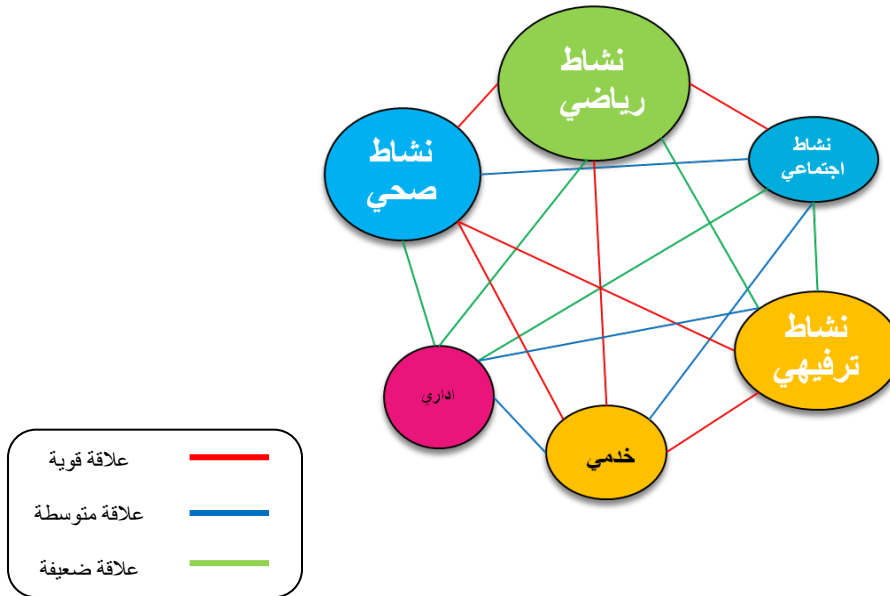 نشاط
رياضي
نشاط
اجتماعي
نشاط
صحي
نشاط
ترفيهي
اداري
خدمي
علاقة قوية
علاقة متوسطة
علاقة ضعيفة